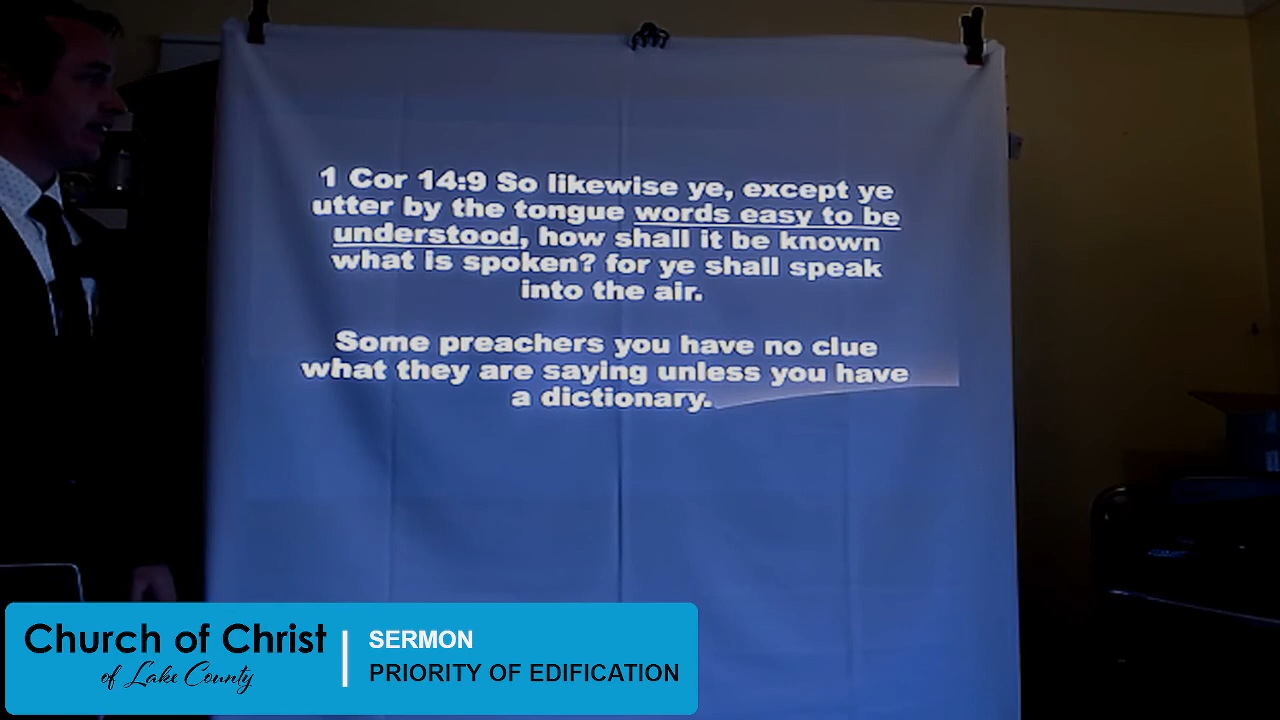 1 Cor 14:9 So likewise ye, except ye
utter by the tongue words easy to be
understood, how shall it be known
what is spoken? for ye shall speak
into the air.
Some preachers you have no clue
what they are saying unless you have
a dictionary.
Church of Christ
of Lake County
SERMON
PRIORITY OF EDIFICATION